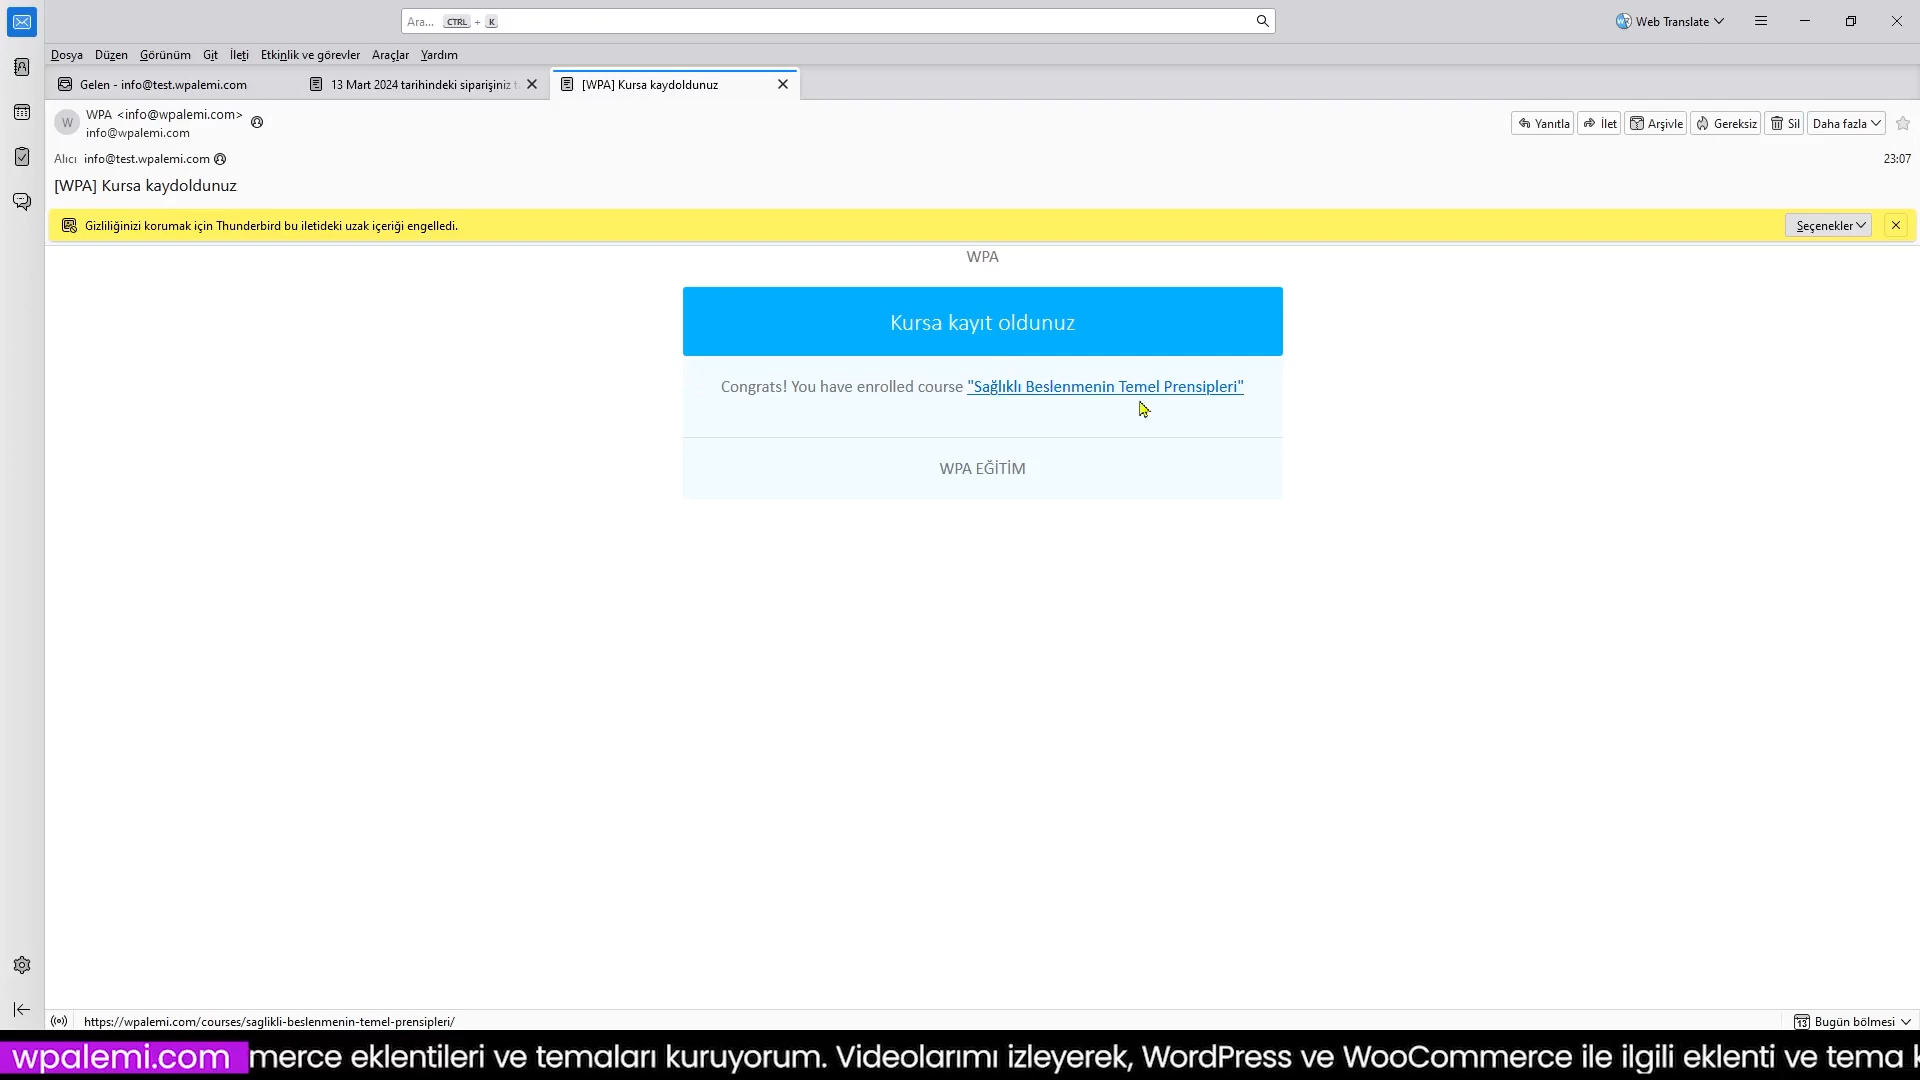 Ara... CTRL + K
Web Translate
Dosya Düzen Görünüm Git İleti Etkinlik ve görevler Araçlar Yardım
Gelen - info@test.wpalemi.com
13 Mart 2024 tarihindeki siparişiniz t
[WPA] Kursa kaydoldunuz
W
WPA <info@wpalemi.com>
info@wpalemi.com
Yanıtla İlet Arşivle Gereksiz Sil Daha fazla
Alıcı info@test.wpalemi.com
23:07
[WPA] Kursa kaydoldunuz
Gizliliğinizi korumak için Thunderbird bu iletideki uzak içeriği engelledi.
Seçenekler
WPA
Kursa kayıt oldunuz
Congrats! You have enrolled course "Sağlıklı Beslenmenin Temel Prensipleri"
WPA EĞİTİM
https://wpalemi.com/courses/saglikli-beslenmenin-temel-prensipleri/
13 Bugün bölmesi
wpalemi.com merce eklentileri ve temaları kuruyorum. Videolarımı izleyerek, WordPress ve WooCommerce ile ilgili eklenti ve tema k